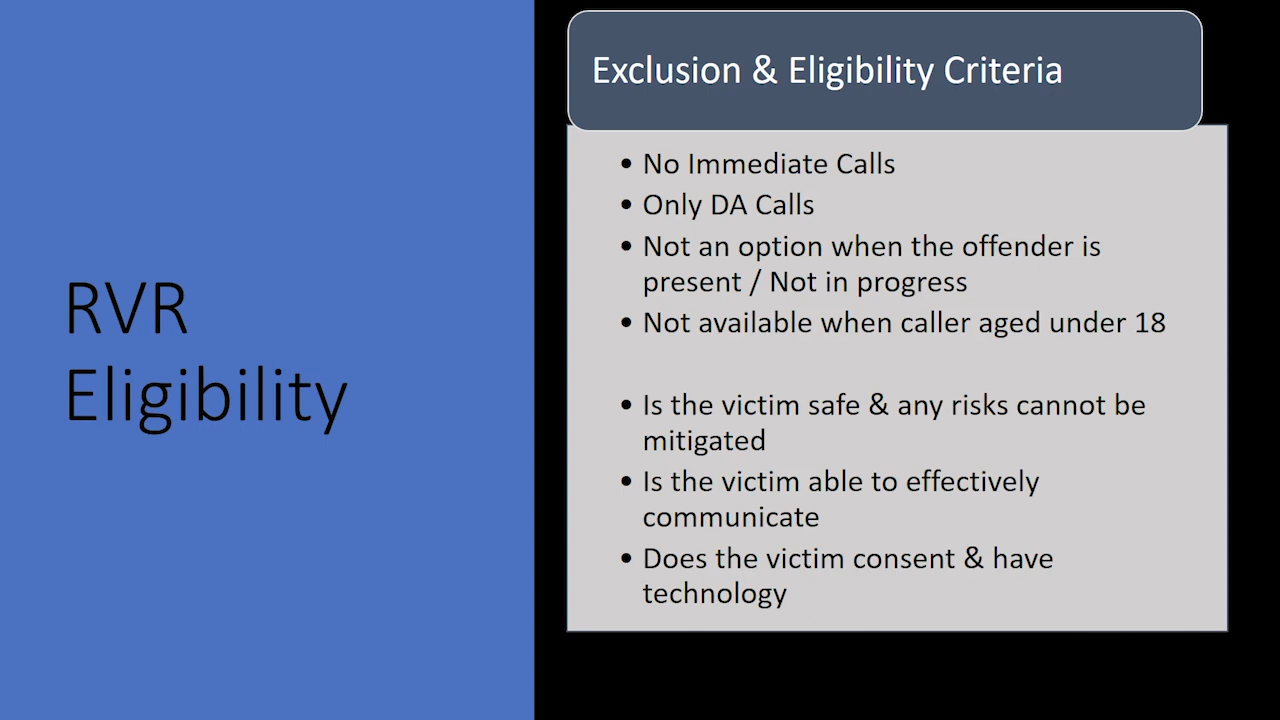 RVR
Eligibility
Exclusion & Eligibility Criteria
• No Immediate Calls
• Only DA Calls
• Not an option when the offender is
present / Not in progress
• Not available when caller aged under 18
• Is the victim safe & any risks cannot be
mitigated
• Is the victim able to effectively
communicate
• Does the victim consent & have
technology